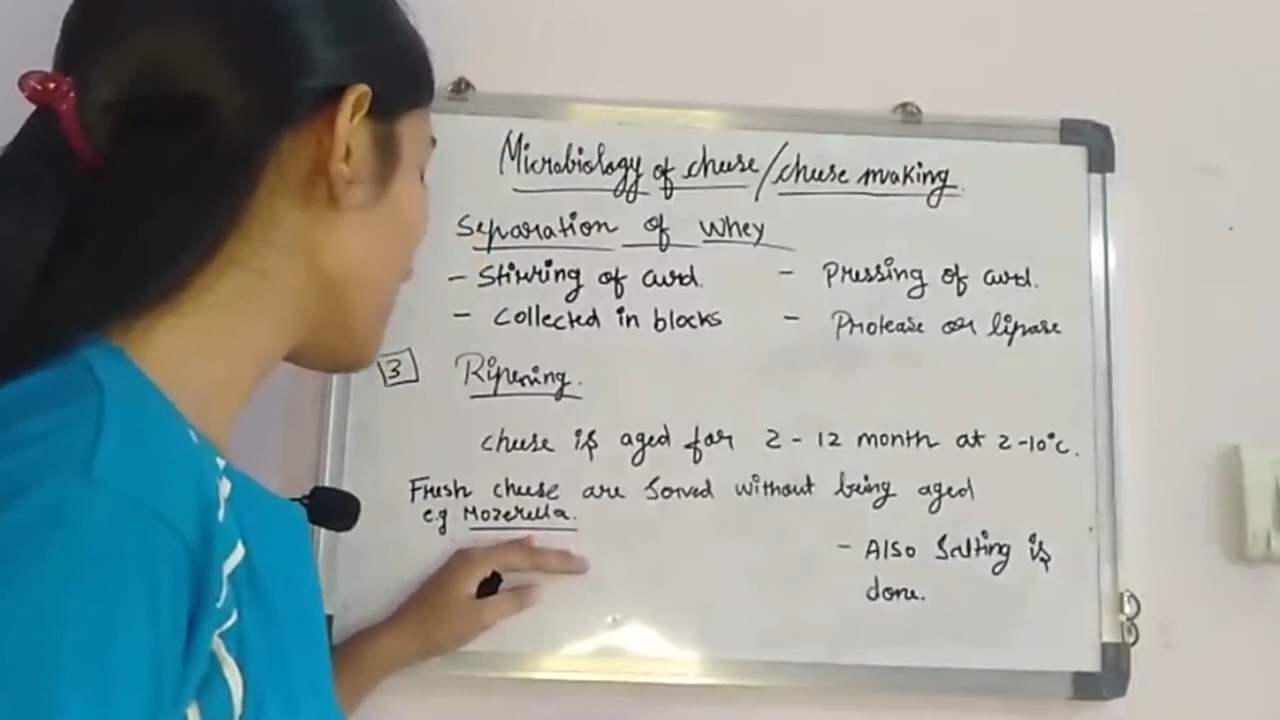 Microbiology of cheese/cheese making.
Separation of Whey
- Stirring of curd. - Pressing of curd.
- Collected in blocks - Protease or lipase
3 Ripening.
cheese is aged for 2-12 month at 2-10°c.
Fresh cheese are Served without being aged
e.g Mozerella.
- Also Salting is
done.